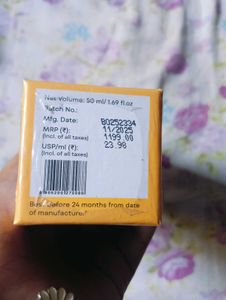 Net Volume: 50 ml/ 1.69 fl.oz
Batch No.: B0252334
Mfg. Date: 11/2025
MRP (₹): 1199.00
(Incl. of all taxes)
USP/ml (₹): 23.98
(Incl. of all taxes)
Best before 24 months from date
of manufacture